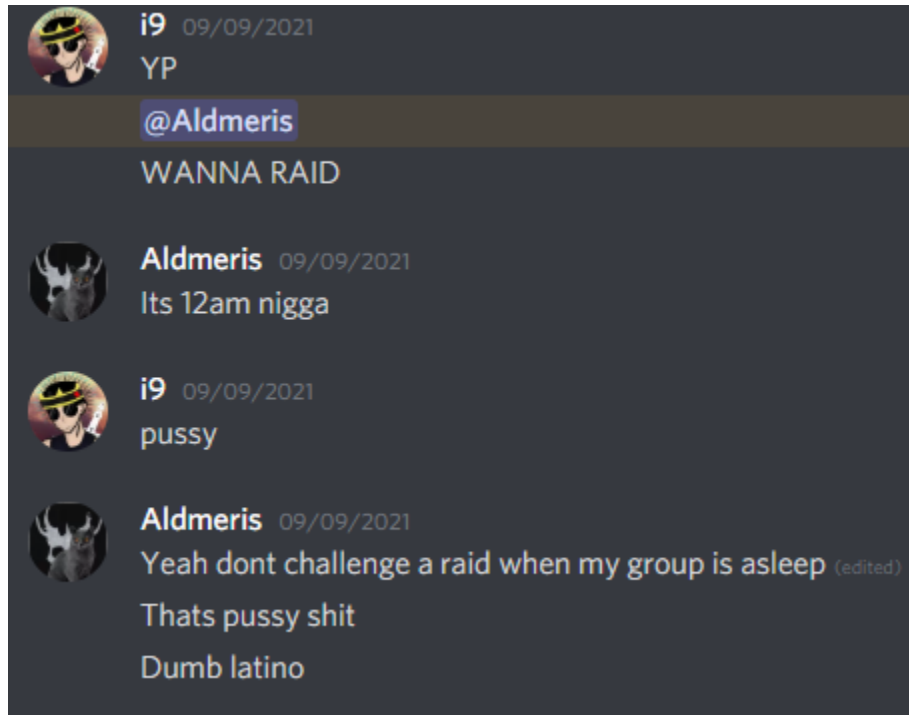 i9 09/09/2021
YP
@Aldmeris
WANNA RAID
Aldmeris 09/09/2021
Its 12am nigga
i9 09/09/2021
pussy
Aldmeris 09/09/2021
Yeah dont challenge a raid when my group is asleep (edited)
Thats pussy shit
Dumb latino